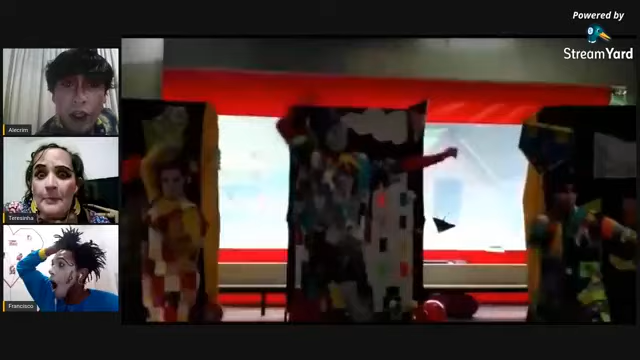 Powered by
StreamYard
Alecrim
Teresinha
Francisco